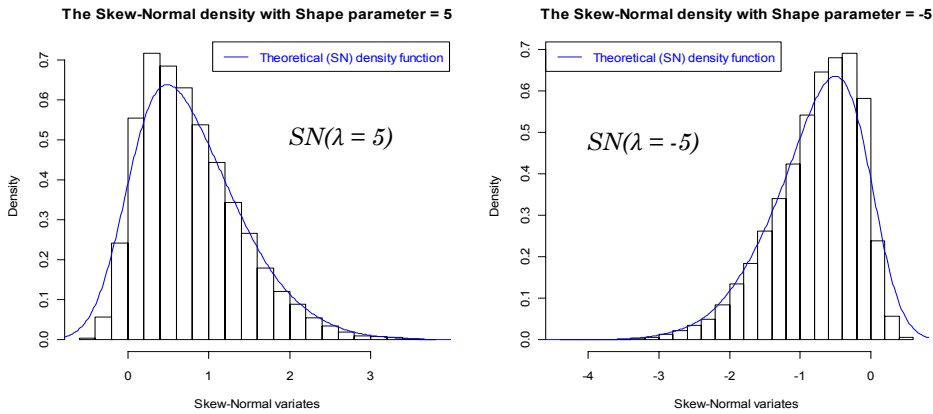 The Skew-Normal density with Shape parameter = 5
Theoretical (SN) density function
SN(λ = 5)
Density
0.0 0.1 0.2 0.3 0.4 0.5 0.6 0.7
0 1 2 3
Skew-Normal variates
The Skew-Normal density with Shape parameter = -5
Theoretical (SN) density function
SN(λ = -5)
Density
0.0 0.1 0.2 0.3 0.4 0.5 0.6 0.7
-4 -3 -2 -1 0
Skew-Normal variates